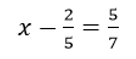 x − 2/5 = 5/7